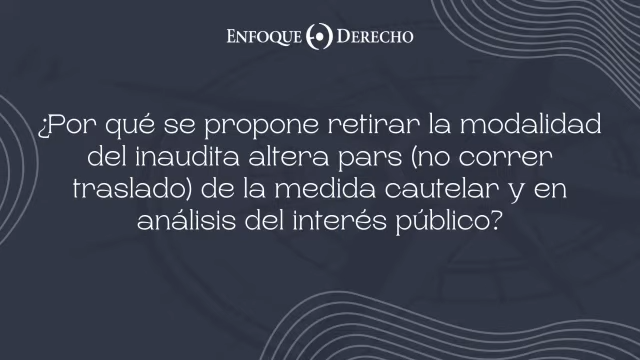 ENFOQUE DERECHO
¿Por qué se propone retirar la modalidad
del inaudita altera pars (no correr
traslado) de la medida cautelar y en
análisis del interés público?